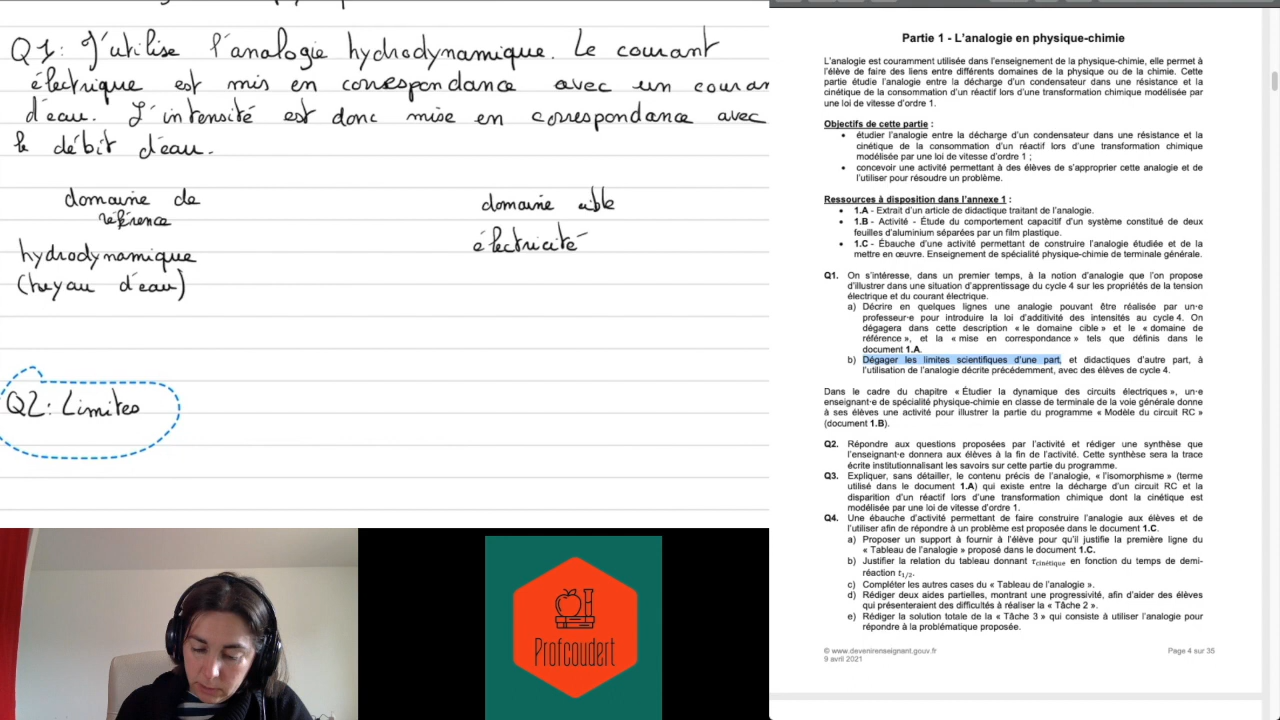 Q1: J'utilise l'analogie hydrodynamique. Le courant
électrique est mis en correspondance avec un couran
d'eau. L'intensité est donc mise en correspondance avec
le débit d'eau.
domaine de
référence
hydrodynamique
(tuyau d'eau)
domaine cible
électricité
Q2: Limites
Profcoudert
Partie 1 - L'analogie en physique-chimie
L'analogie est couramment utilisée dans l'enseignement de la physique-chimie, elle permet à
l'élève de faire des liens entre différents domaines de la physique ou de la chimie. Cette
partie étudie l'analogie entre la décharge d'un condensateur dans une résistance et la
cinétique de la consommation d'un réactif lors d'une transformation chimique modélisée par
une loi de vitesse d'ordre 1.
Objectifs de cette partie :
• étudier l'analogie entre la décharge d'un condensateur dans une résistance et la
cinétique de la consommation d'un réactif lors d'une transformation chimique
modélisée par une loi de vitesse d'ordre 1 ;
• concevoir une activité permettant à des élèves de s'approprier cette analogie et de
l'utiliser pour résoudre un problème.
Ressources à disposition dans l'annexe 1 :
• 1.A - Extrait d'un article de didactique traitant de l'analogie.
• 1.B - Activité - Étude du comportement capacitif d'un système constitué de deux
feuilles d'aluminium séparées par un film plastique.
• 1.C - Ébauche d'une activité permettant de construire l'analogie étudiée et de la
mettre en œuvre. Enseignement de spécialité physique-chimie de terminale générale.
Q1. On s'intéresse, dans un premier temps, à la notion d'analogie que l'on propose
d'illustrer dans une situation d'apprentissage du cycle 4 sur les propriétés de la tension
électrique et du courant électrique.
a) Décrire en quelques lignes une analogie pouvant être réalisée par un·e
professeur·e pour introduire la loi d'additivité des intensités au cycle 4. On
dégagera dans cette description « le domaine cible » et le « domaine de
référence », et la « mise en correspondance » tels que définis dans le
document 1.A.
b) Dégager les limites scientifiques d'une part, et didactiques d'autre part, à
l'utilisation de l'analogie décrite précédemment, avec des élèves de cycle 4.
Dans le cadre du chapitre « Étudier la dynamique des circuits électriques », un·e
enseignant·e de spécialité physique-chimie en classe de terminale de la voie générale donne
à ses élèves une activité pour illustrer la partie du programme « Modèle du circuit RC »
(document 1.B).
Q2. Répondre aux questions proposées par l'activité et rédiger une synthèse que
l'enseignant·e donnera aux élèves à la fin de l'activité. Cette synthèse sera la trace
écrite institutionnalisant les savoirs sur cette partie du programme.
Q3. Expliquer, sans détailler, le contenu précis de l'analogie, « l'isomorphisme » (terme
utilisé dans le document 1.A) qui existe entre la décharge d'un circuit RC et la
disparition d'un réactif lors d'une transformation chimique dont la cinétique est
modélisée par une loi de vitesse d'ordre 1.
Q4. Une ébauche d'activité permettant de faire construire l'analogie aux élèves et de
l'utiliser afin de répondre à un problème est proposée dans le document 1.C.
a) Proposer un support à fournir à l'élève pour qu'il justifie la première ligne du
« Tableau de l'analogie » proposé dans le document 1.C.
b) Justifier la relation du tableau donnant τcinétique en fonction du temps de demi-
réaction t1/2.
c) Compléter les autres cases du « Tableau de l'analogie ».
d) Rédiger deux aides partielles, montrant une progressivité, afin d'aider des élèves
qui présenteraient des difficultés à réaliser la « Tâche 2 ».
e) Rédiger la solution totale de la « Tâche 3 » qui consiste à utiliser l'analogie pour
répondre à la problématique proposée.
© www.devenirenseignant.gouv.fr
9 avril 2021
Page 4 sur 35